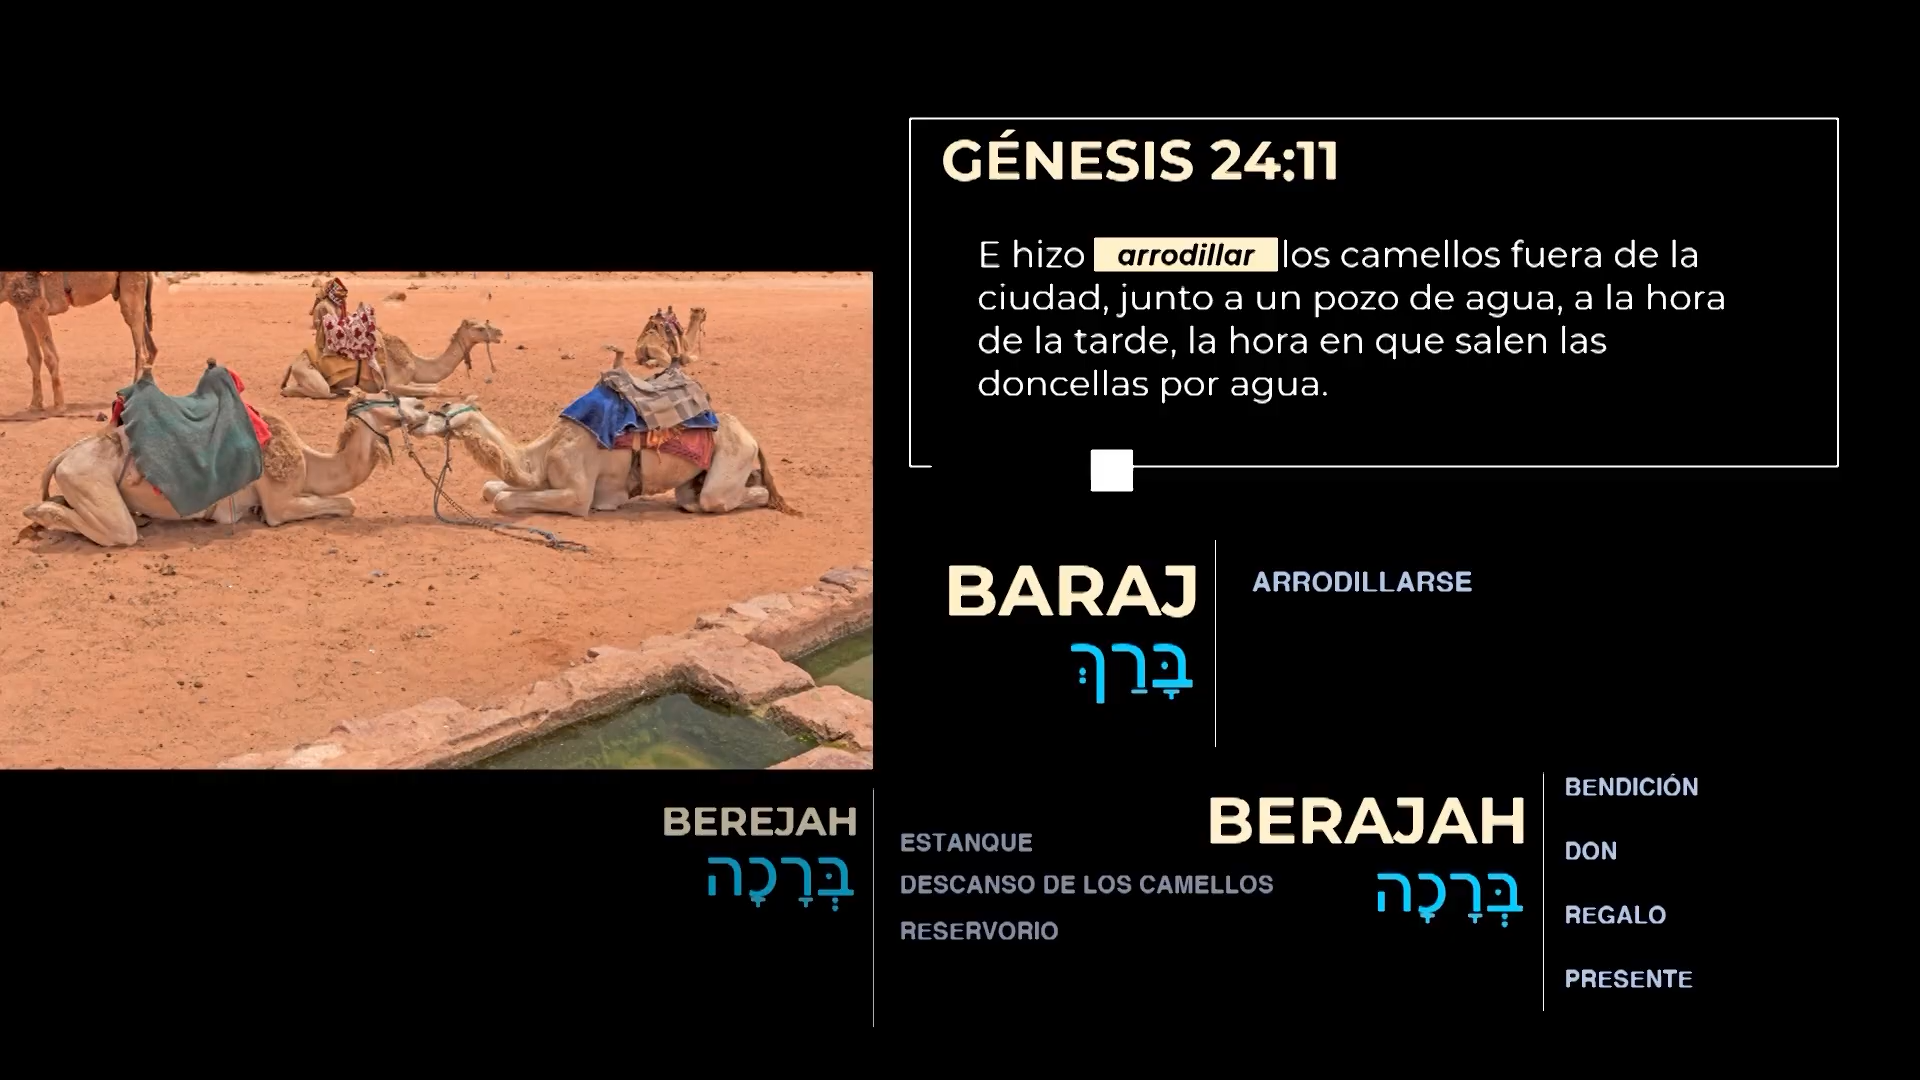 GÉNESIS 24:11
E hizo arrodillar los camellos fuera de la
ciudad, junto a un pozo de agua, a la hora
de la tarde, la hora en que salen las
doncellas por agua.
BARAJ
בָּרַךְ
ARRODILLARSE
BEREJAH
בְּרָכָה
ESTANQUE
DESCANSO DE LOS CAMELLOS
RESERVORIO
BERAJAH
בְּרָכָה
BENDICIÓN
DON
REGALO
PRESENTE